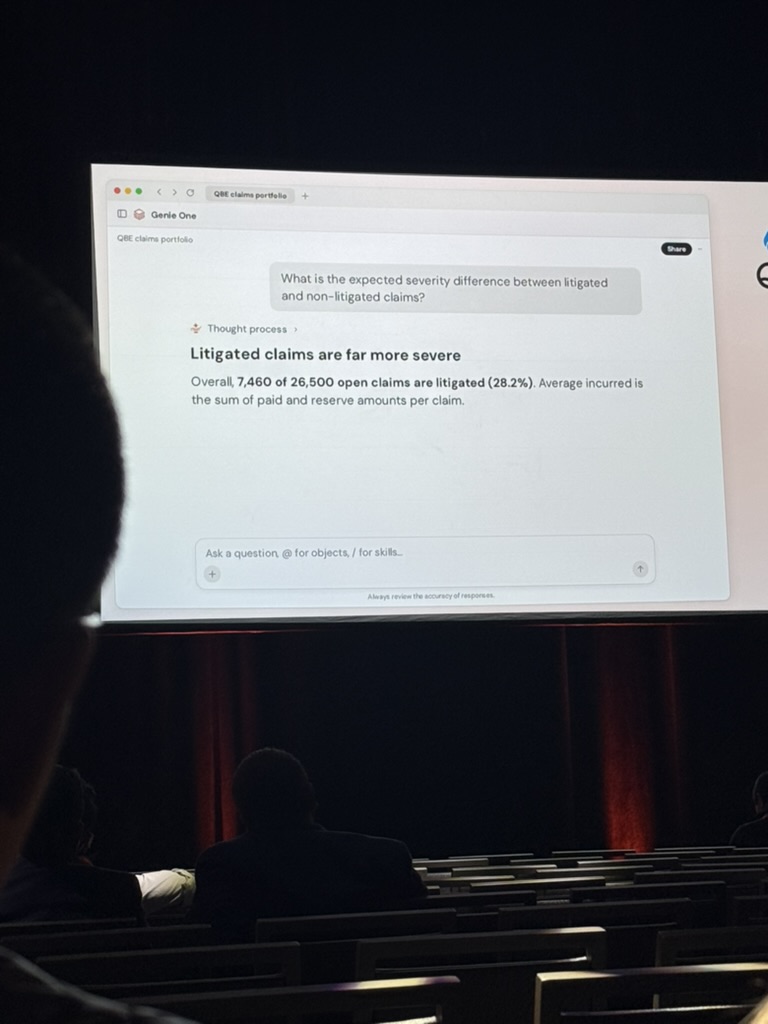 QBE claims portfolio
Genie One
QBE claims portfolio
Share
What is the expected severity difference between litigated
and non-litigated claims?
Thought process
Litigated claims are far more severe
Overall, 7,460 of 26,500 open claims are litigated (28.2%). Average incurred is
the sum of paid and reserve amounts per claim.
Ask a question, @ for objects, / for skills...
Always review the accuracy of responses.